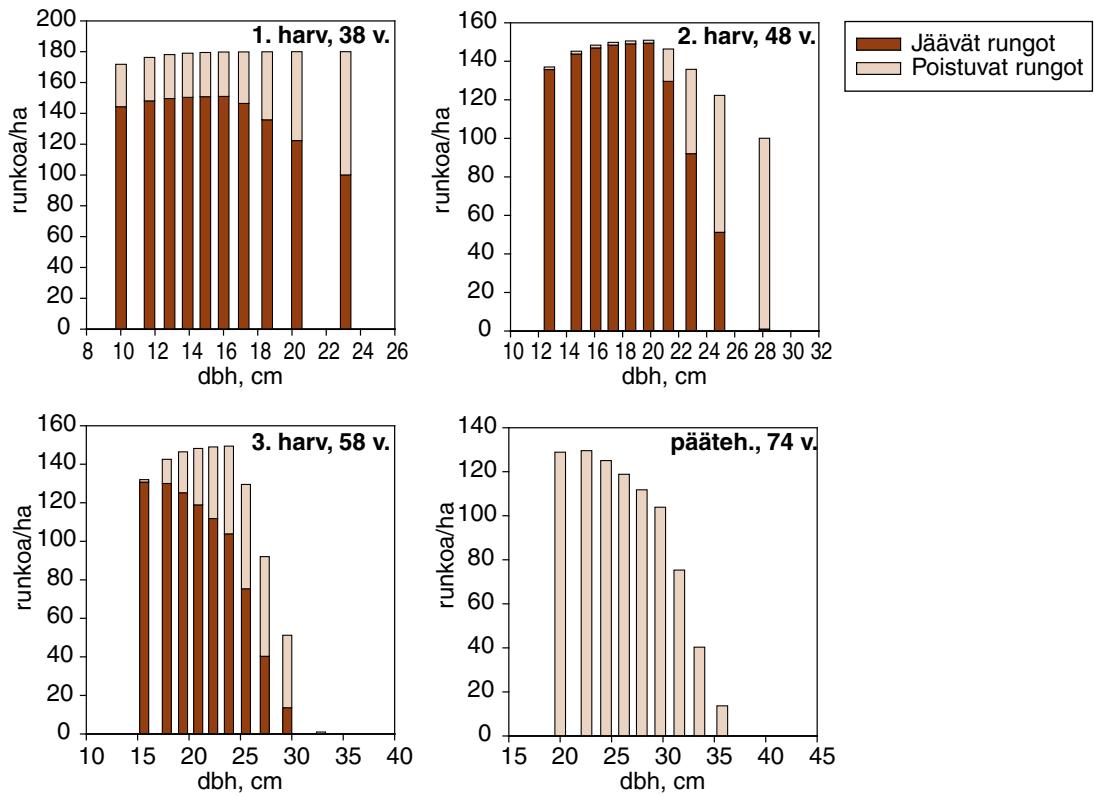 1. harv, 38 v.
runkoa/ha
200
180
160
140
120
100
80
60
40
20
0
8 10 12 14 16 18 20 22 24 26
dbh, cm
2. harv, 48 v.
runkoa/ha
160
140
120
100
80
60
40
20
0
10 12 14 16 18 20 22 24 26 28 30 32
dbh, cm
Jäävät rungot
Poistuvat rungot
3. harv, 58 v.
runkoa/ha
160
140
120
100
80
60
40
20
0
10 15 20 25 30 35 40
dbh, cm
pääteh., 74 v.
runkoa/ha
140
120
100
80
60
40
20
0
15 20 25 30 35 40 45
dbh, cm